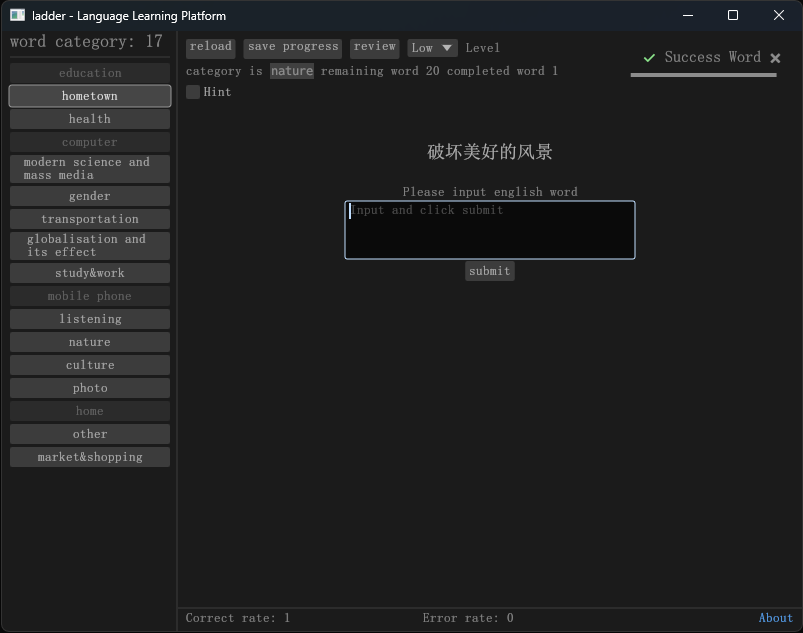 ladder - Language Learning Platform
word category: 17
education
hometown
health
computer
modern science and
mass media
gender
transportation
globalisation and
its effect
study&work
mobile phone
listening
nature
culture
photo
home
other
market&shopping
reload save progress review Low Level
category is nature remaining word 20 completed word 1
Hint
Success Word
破坏美好的风景
Please input english word
Input and click submit
submit
Correct rate: 1 Error rate: 0 About